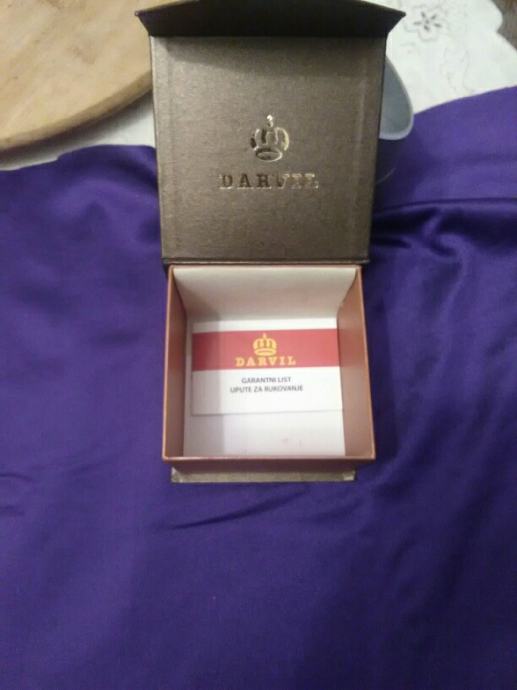 DARVIL
DARVIL
GARANTNI LIST
UPUTE ZA RUKOVANJE